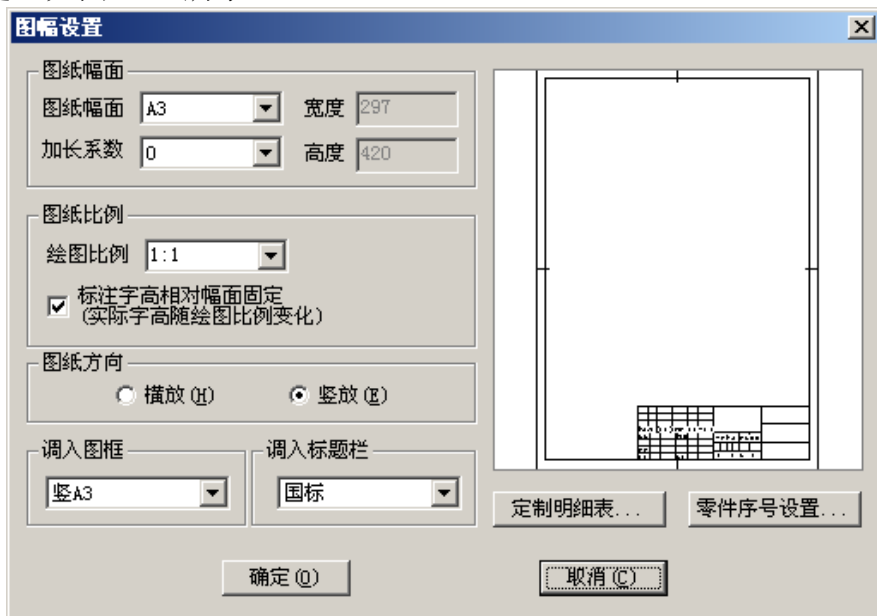 图幅设置
图纸幅面
图纸幅面 A3 宽度 297
加长系数 0 高度 420
图纸比例
绘图比例 1:1
标注字高相对幅面固定
(实际字高随绘图比例变化)
图纸方向
横放(H) 竖放(E)
调入图框 调入标题栏
竖A3 国标
定制明细表... 零件序号设置...
确定(O) 取消(C)